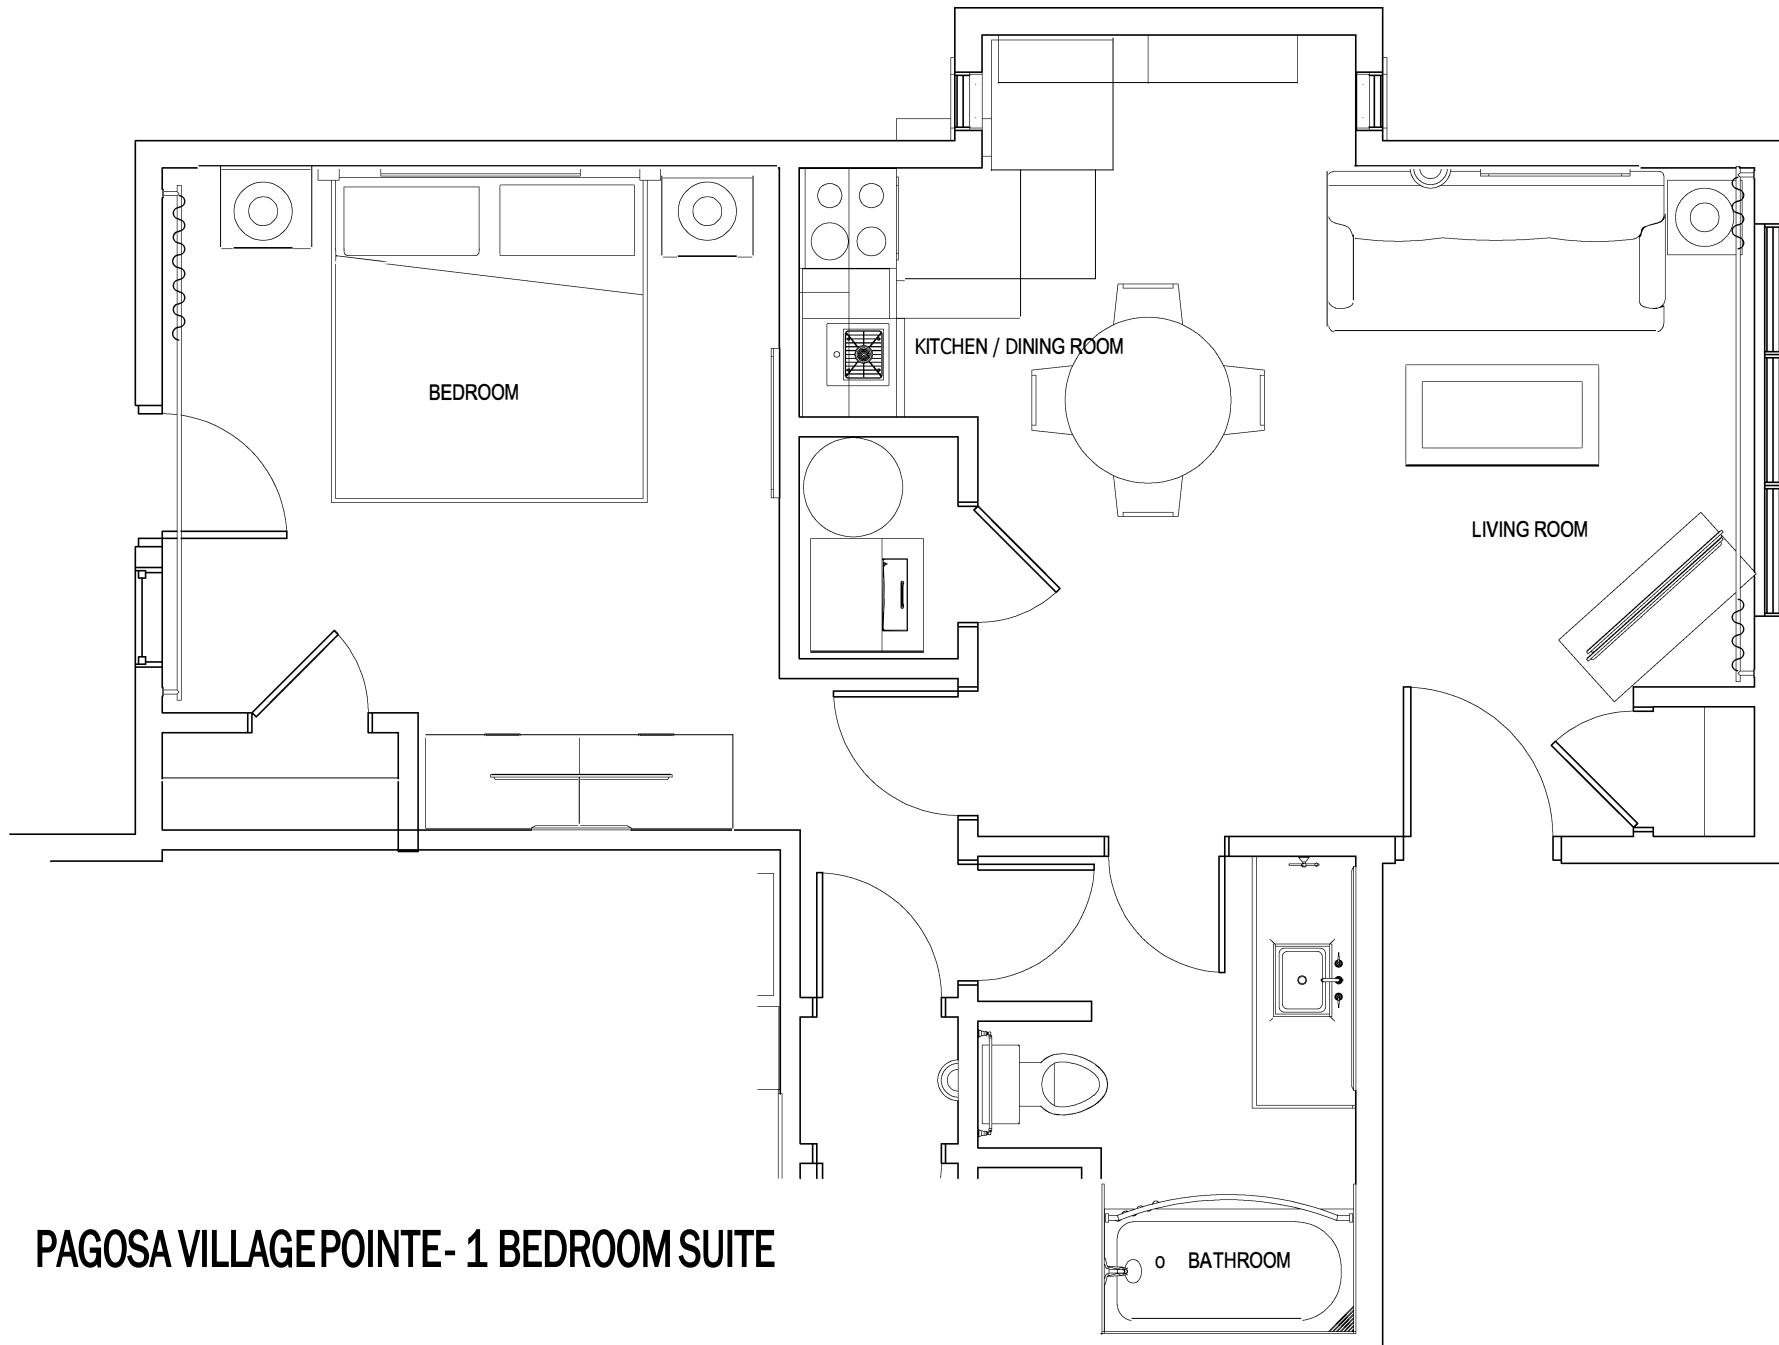 KITCHEN / DINING ROOM
BEDROOM
LIVING ROOM
PAGOSA VILLAGE POINTE - 1 BEDROOM SUITE
BATHROOM